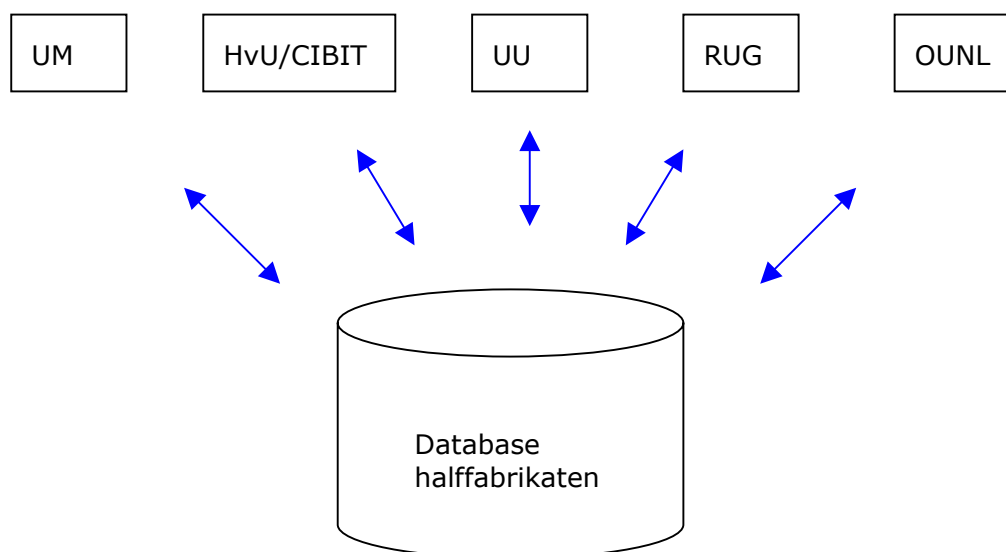 UM
HvU/CIBIT
UU
RUG
OUNL
Database
halffabrikaten